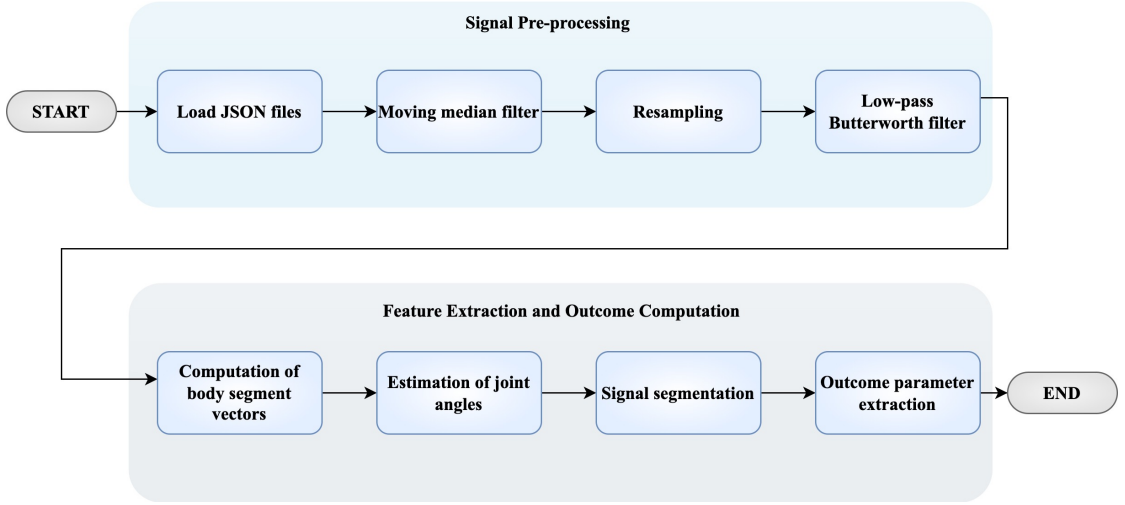 Signal Pre-processing
START
Load JSON files
Moving median filter
Resampling
Low-pass
Butterworth filter
Feature Extraction and Outcome Computation
Computation of
body segment
vectors
Estimation of joint
angles
Signal segmentation
Outcome parameter
extraction
END